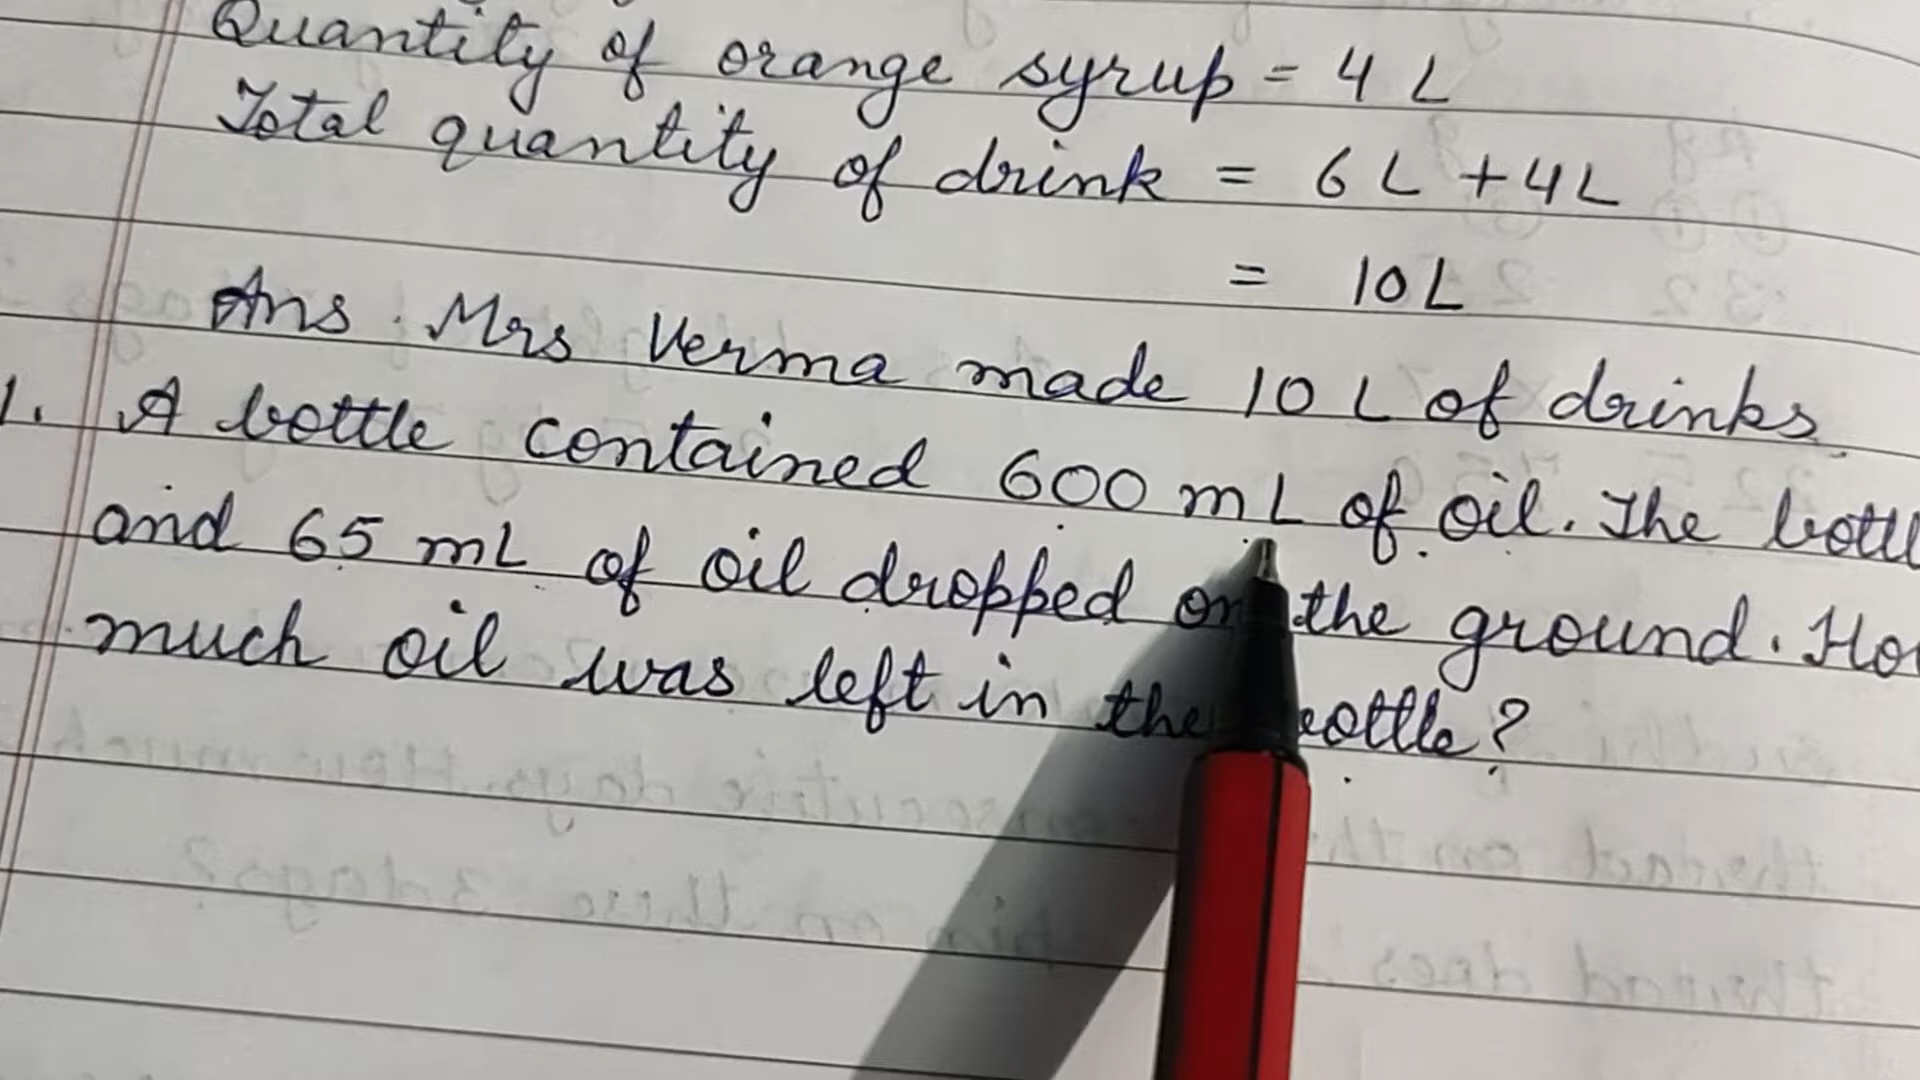 Quantity of orange syrup = 4 L
Total quantity of drink = 6 L + 4 L
= 10 L
Ans. Mrs Verma made 10 L of drinks
1. A bottle contained 600 mL of oil. The
and 65 mL of oil dropped on the ground.
much oil was left in the bottle?